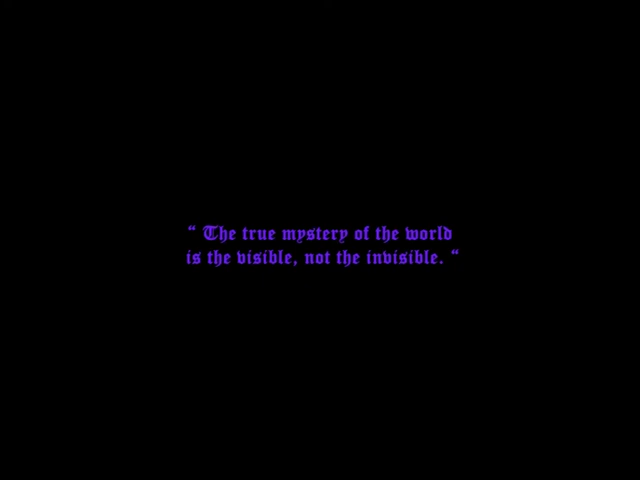 “ The true mystery of the world
is the visible, not the invisible. “